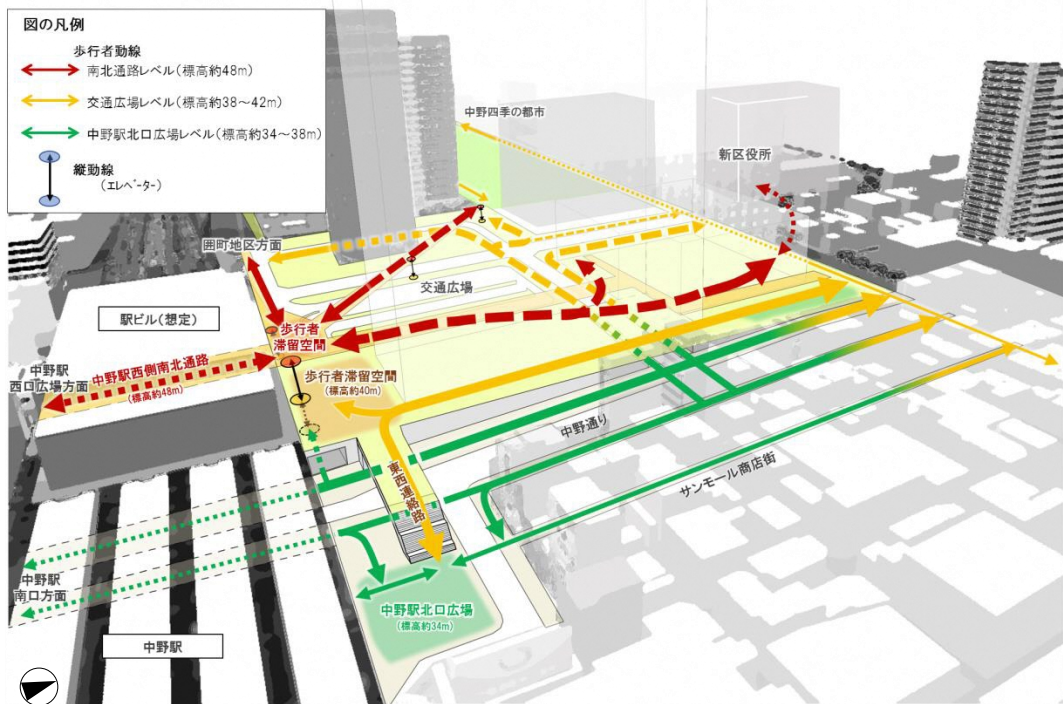 図の凡例
歩行者動線
南北通路レベル(標高約48m)
交通広場レベル(標高約38～42m)
中野駅北口広場レベル(標高約34～38m)
縦動線
(エレベーター)
中野四季の都市
新区役所
囲町地区方面
交通広場
駅ビル(想定)
歩行者
滞留空間
中野駅
西口広場方面
中野駅西側南北通路
(標高約48m)
歩行者滞留空間
(標高約40m)
中野通り
東西連絡路
サンモール商店街
中野駅
南口方面
中野駅北口広場
(標高約34m)
中野駅